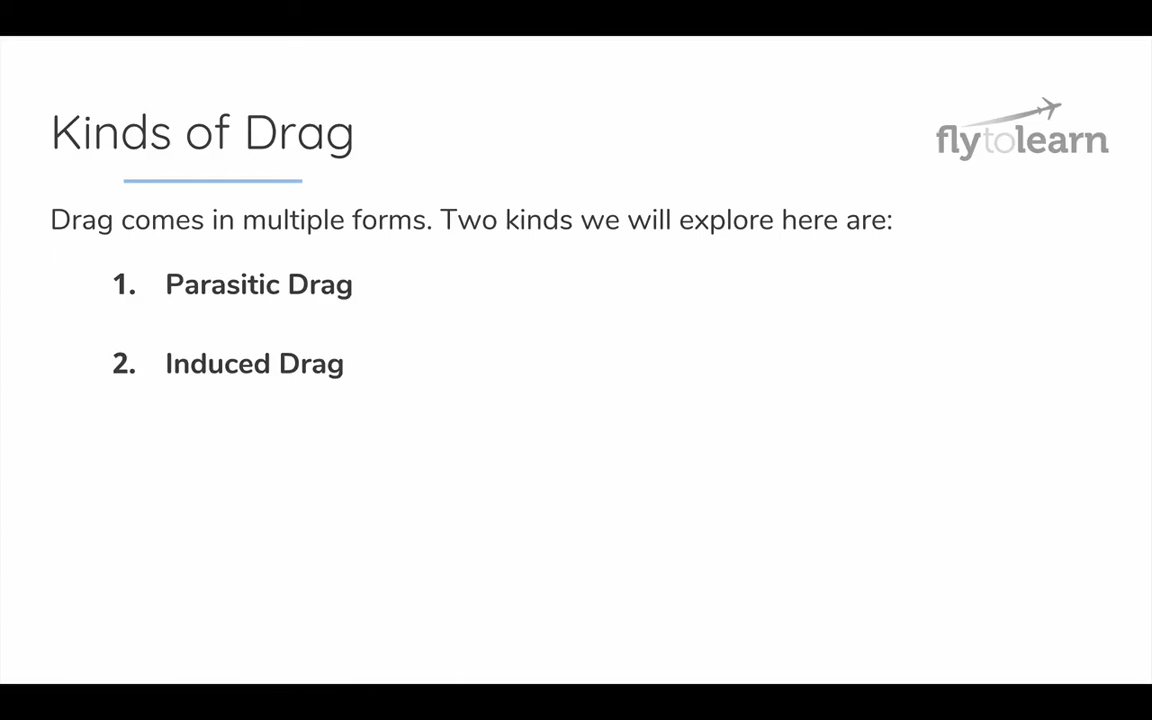 Kinds of Drag
flytolearn
Drag comes in multiple forms. Two kinds we will explore here are:
1. Parasitic Drag
2. Induced Drag